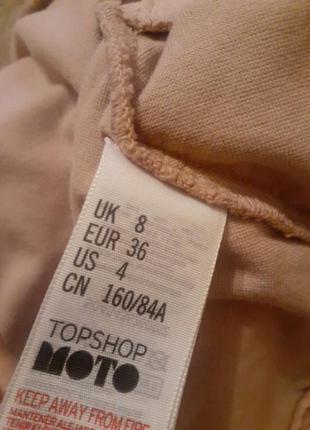 UK 8
EUR 36
US 4
CN 160/84A
TOPSHOP
MOTO
KEEP AWAY FROM FIRE